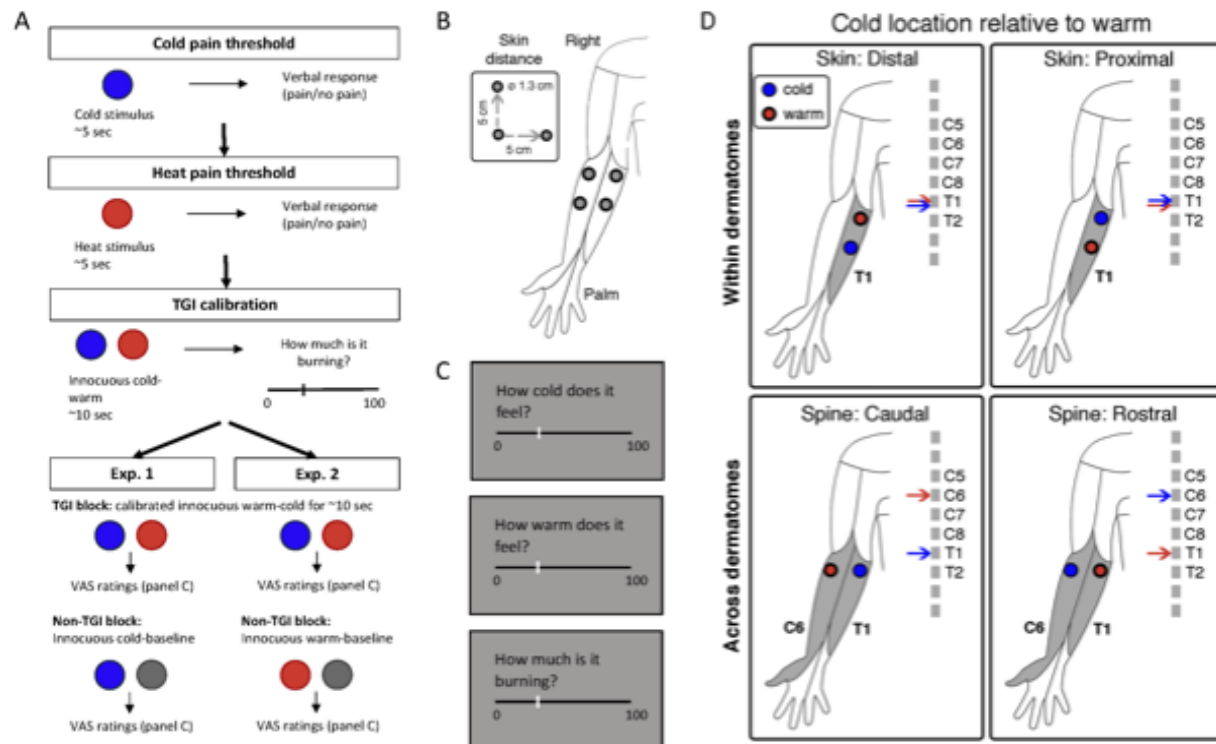 A
Cold pain threshold
Cold stimulus
~5 sec
Verbal response
(pain/no pain)
Heat pain threshold
Heat stimulus
~5 sec
Verbal response
(pain/no pain)
TGI calibration
Innocuous cold-
warm
~10 sec
How much is it
burning?
0 100
Exp. 1
Exp. 2
TGI block: calibrated innocuous warm-cold for ~10 sec
VAS ratings (panel C)
VAS ratings (panel C)
Non-TGI block:
Innocuous cold-baseline
Non-TGI block:
Innocuous warm-baseline
VAS ratings (panel C)
VAS ratings (panel C)
B
Skin
distance
Right
ø 1.3 cm
5 cm
5 cm
Palm
C
How cold does it
feel?
0 100
How warm does it
feel?
0 100
How much is it
burning?
0 100
D
Cold location relative to warm
Within dermatomes
Skin: Distal
cold
warm
C5
C6
C7
C8
T1
T2
T1
Skin: Proximal
C5
C6
C7
C8
T1
T2
T1
Across dermatomes
Spine: Caudal
C5
C6
C7
C8
T1
T2
C6
T1
Spine: Rostral
C5
C6
C7
C8
T1
T2
C6
T1